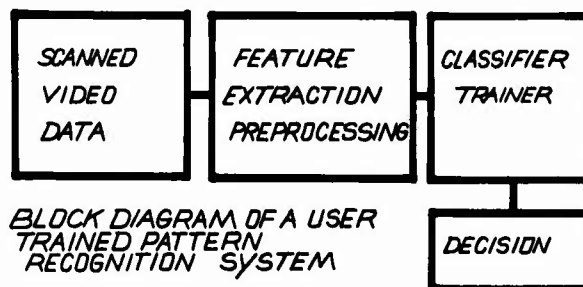 SCANNED
VIDEO
DATA
FEATURE
EXTRACTION
PREPROCESSING
CLASSIFIER
TRAINER
DECISION
BLOCK DIAGRAM OF A USER
TRAINED PATTERN
RECOGNITION SYSTEM